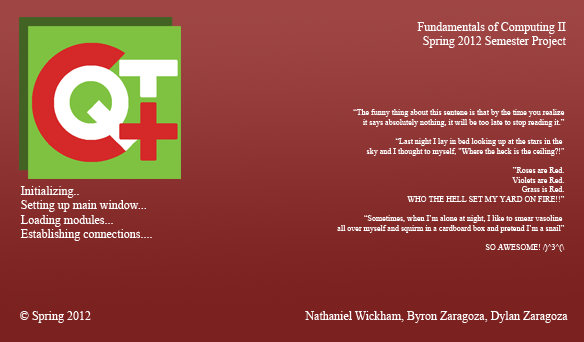 CQT+
Fundamentals of Computing II
Spring 2012 Semester Project
“The funny thing about this sentene is that by the time you realize
it says absolutely nothing, it will be too late to stop reading it.”
“Last night I lay in bed looking up at the stars in the
sky and I thought to myself, "Where the heck is the ceiling?!"
"Roses are Red.
Violets are Red.
Grass is Red.
WHO THE HELL SET MY YARD ON FIRE!!”
“Sometimes, when I’m alone at night, I like to smear vasoline
all over myself and squirm in a cardboard box and pretend I’m a snail”
SO AWESOME! /)^3^(\
Initializing..
Setting up main window...
Loading modules...
Establishing connections....
© Spring 2012
Nathaniel Wickham, Byron Zaragoza, Dylan Zaragoza